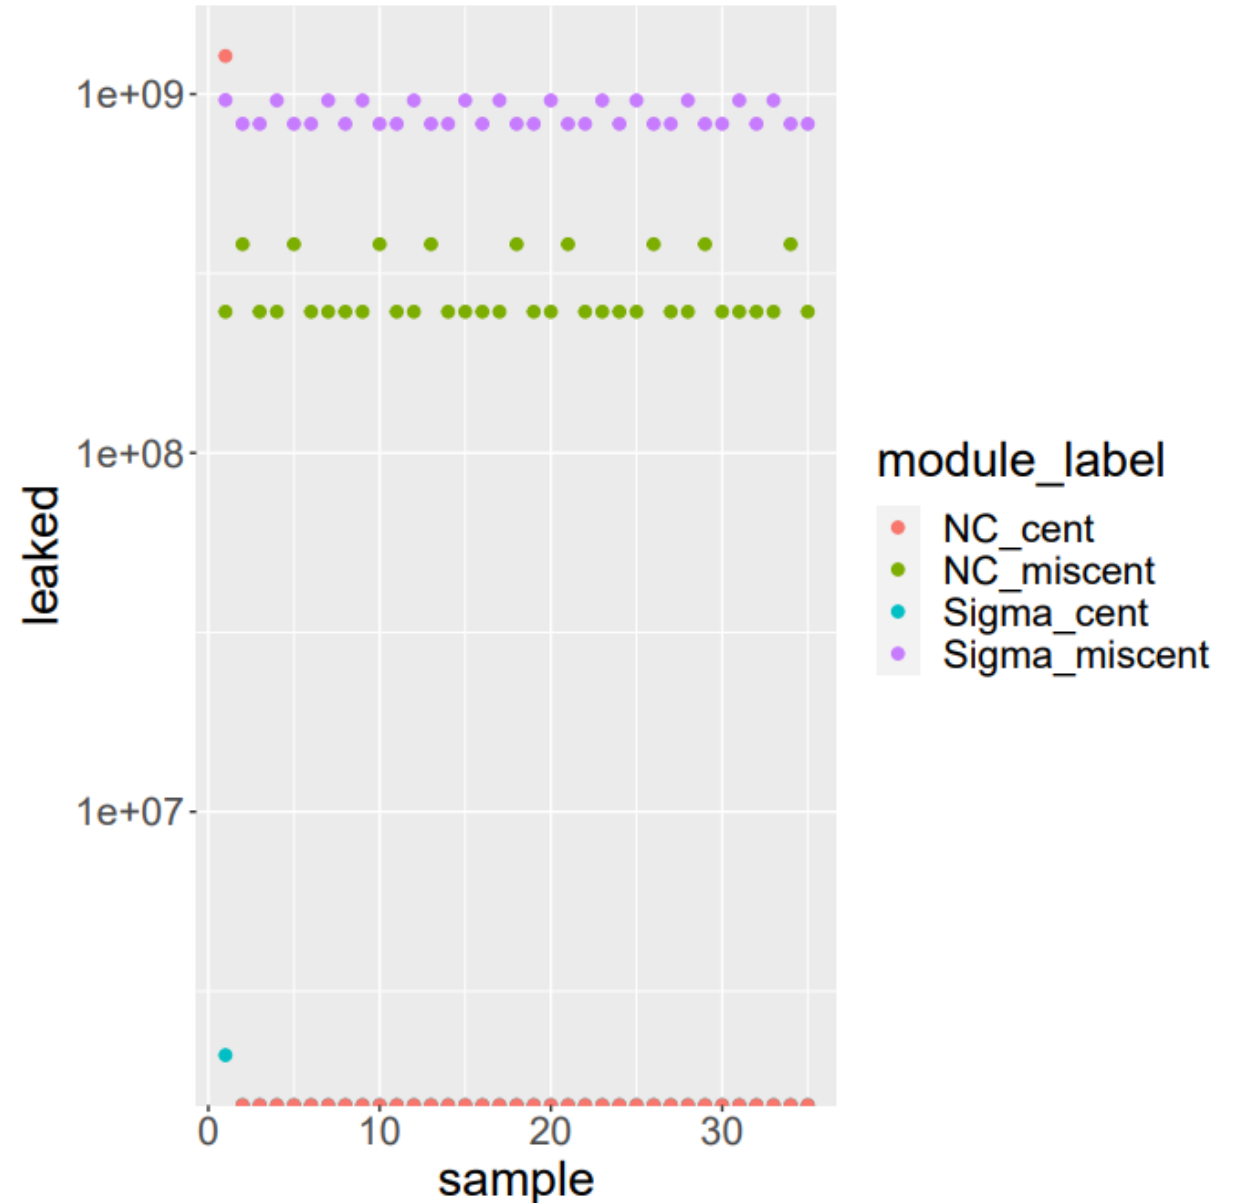 1e+09
1e+08
1e+07
leaked
0 10 20 30
sample
module_label
NC_cent
NC_miscent
Sigma_cent
Sigma_miscent